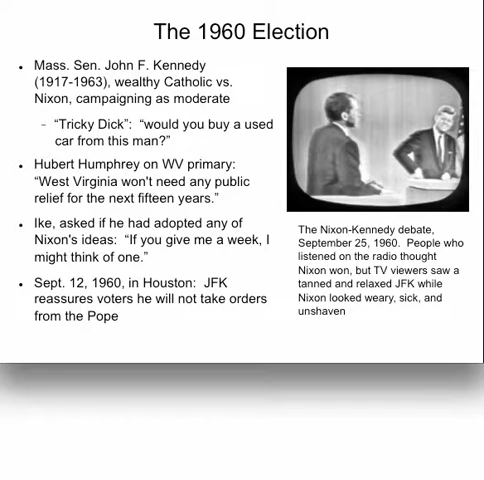 The 1960 Election
• Mass. Sen. John F. Kennedy
(1917-1963), wealthy Catholic vs.
Nixon, campaigning as moderate
– “Tricky Dick”: “would you buy a used
car from this man?”
• Hubert Humphrey on WV primary:
“West Virginia won't need any public
relief for the next fifteen years.”
• Ike, asked if he had adopted any of
Nixon's ideas: “If you give me a week, I
might think of one.”
• Sept. 12, 1960, in Houston: JFK
reassures voters he will not take orders
from the Pope
The Nixon-Kennedy debate,
September 25, 1960. People who
listened on the radio thought
Nixon won, but TV viewers saw a
tanned and relaxed JFK while
Nixon looked weary, sick, and
unshaven